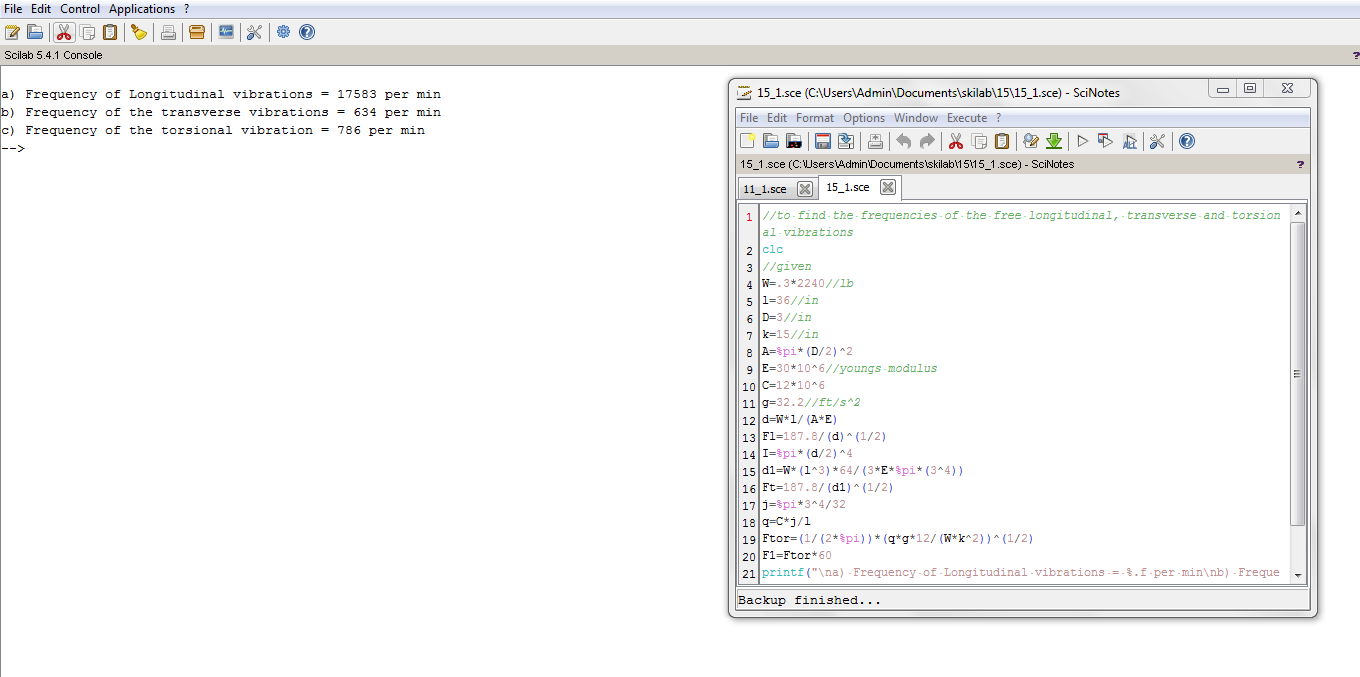 File Edit Control Applications ?
Scilab 5.4.1 Console
?
a) Frequency of Longitudinal vibrations = 17583 per min
b) Frequency of the transverse vibrations = 634 per min
c) Frequency of the torsional vibration = 786 per min
-->
15_1.sce (C:\Users\Admin\Documents\skilab\15\15_1.sce) - SciNotes
File Edit Format Options Window Execute ?
15_1.sce (C:\Users\Admin\Documents\skilab\15\15_1.sce) - SciNotes
?
11_1.sce 15_1.sce
1 //to find the frequencies of the free longitudinal, transverse and torsion
al vibrations
2 clc
3 //given
4 W=.3*2240//lb
5 l=36//in
6 D=3//in
7 k=15//in
8 A=%pi*(D/2)^2
9 E=30*10^6//youngs modulus
10 C=12*10^6
11 g=32.2//ft/s^2
12 d=W*l/(A*E)
13 Fl=187.8/(d)^(1/2)
14 I=%pi*(d/2)^4
15 d1=W*(l^3)*64/(3*E*%pi*(3^4))
16 Ft=187.8/(d1)^(1/2)
17 j=%pi*3^4/32
18 q=C*j/l
19 Ftor=(1/(2*%pi))*(q*g*12/(W*k^2))^(1/2)
20 F1=Ftor*60
21 printf("\na) Frequency of Longitudinal vibrations = %.f per min\nb) Freque
Backup finished...